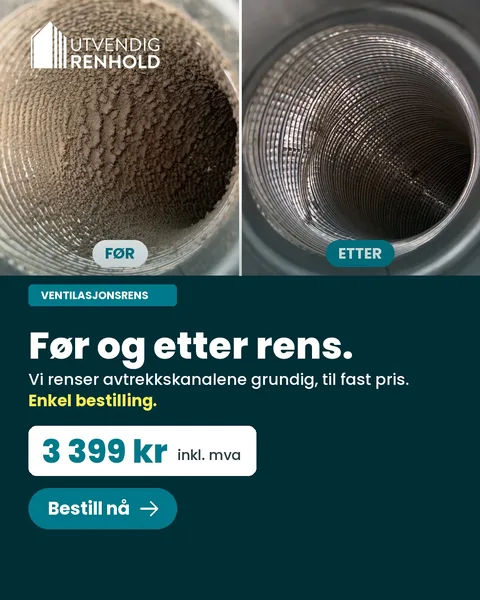 UTVENDIG
RENHOLD
FØR
ETTER
VENTILASJONSRENS
Før og etter rens.
Vi renser avtrekkskanalene grundig, til fast pris.
Enkel bestilling.
3 399 kr inkl. mva
Bestill nå →